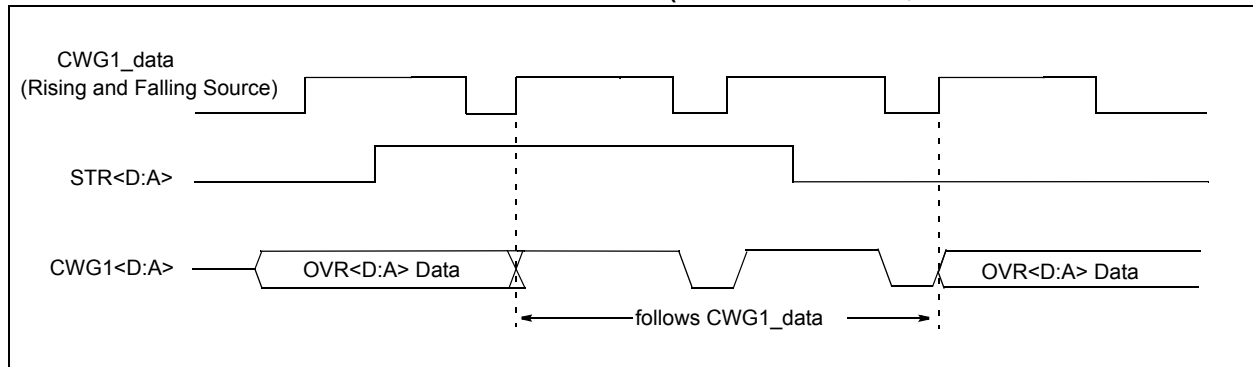 CWG1_data
(Rising and Falling Source)
STR<D:A>
CWG1<D:A>
OVR<D:A> Data
OVR<D:A> Data
follows CWG1_data